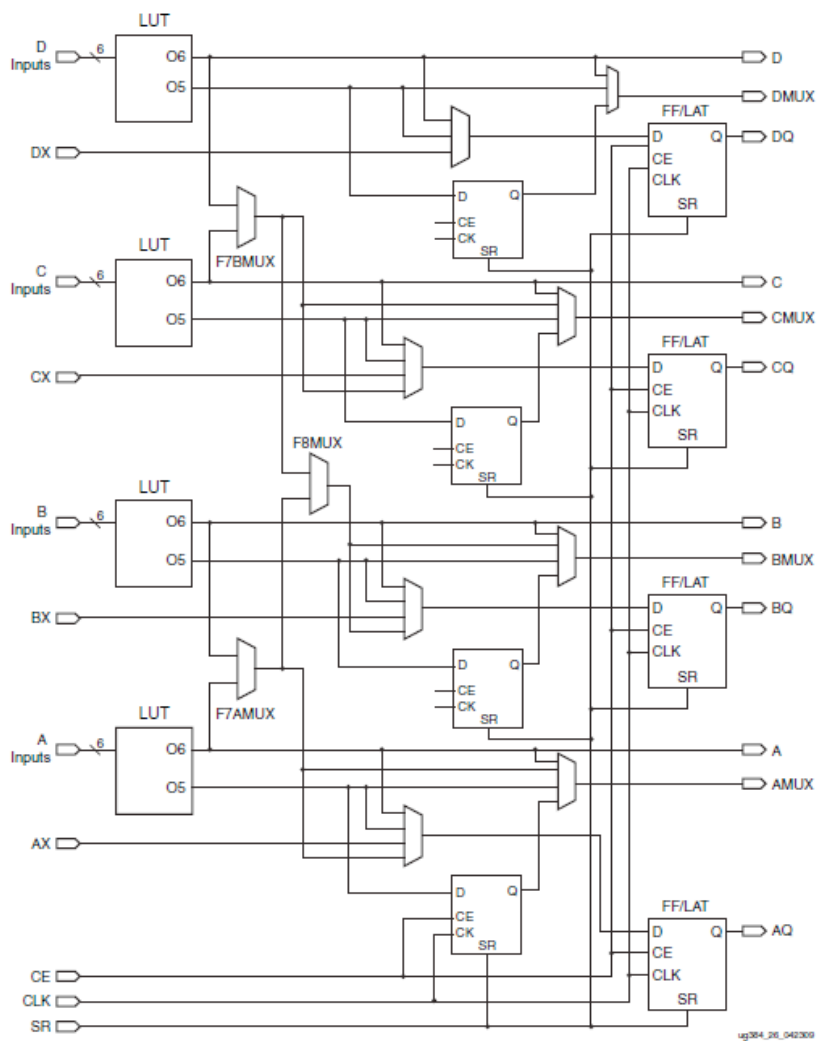 LUT
D
Inputs
6
O6
O5
D
DMUX
FF/LAT
DX
D
Q
DQ
CE
CLK
SR
D
Q
CE
CK
SR
F7BMUX
LUT
C
Inputs
6
O6
O5
C
CMUX
FF/LAT
CX
D
Q
CQ
CE
CLK
SR
D
Q
CE
CK
SR
F8MUX
LUT
B
Inputs
6
O6
O5
B
BMUX
FF/LAT
BX
D
Q
BQ
CE
CLK
SR
D
Q
CE
CK
SR
F7AMUX
LUT
A
Inputs
6
O6
O5
A
AMUX
AX
D
Q
CE
CK
SR
FF/LAT
D
Q
AQ
CE
CLK
SR
CE
CLK
SR
ug384_26_042309